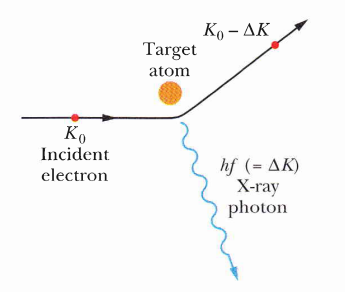 K₀ − ΔK
Target
atom
K₀
Incident
electron
hf (= ΔK)
X-ray
photon